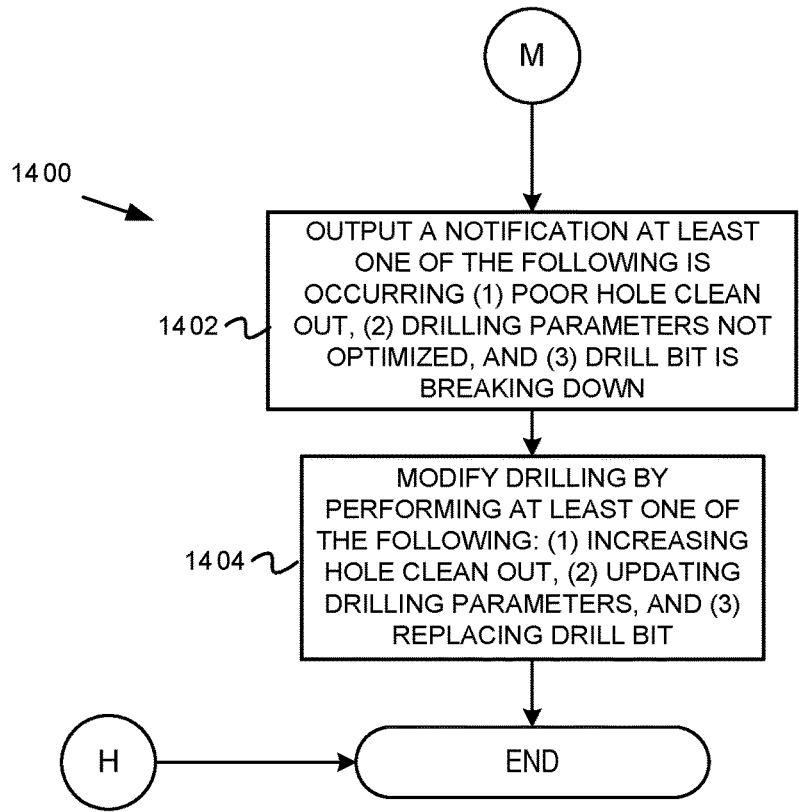 M
1400
OUTPUT A NOTIFICATION AT LEAST
ONE OF THE FOLLOWING IS
OCCURRING (1) POOR HOLE CLEAN
OUT, (2) DRILLING PARAMETERS NOT
OPTIMIZED, AND (3) DRILL BIT IS
BREAKING DOWN
1402
MODIFY DRILLING BY
PERFORMING AT LEAST ONE OF
THE FOLLOWING: (1) INCREASING
HOLE CLEAN OUT, (2) UPDATING
DRILLING PARAMETERS, AND (3)
REPLACING DRILL BIT
1404
H
END